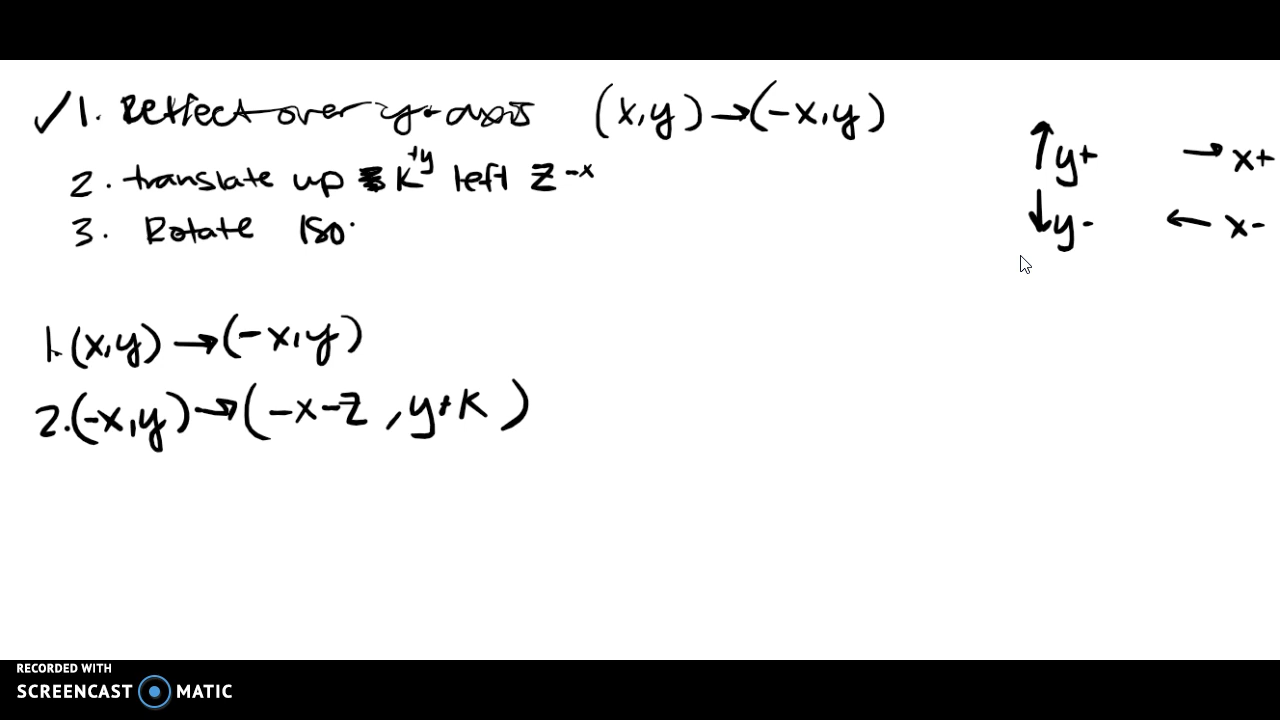 ✓1. Reflect over y-axis (x,y)→(-x,y)
2. translate up K +y left Z -x
3. Rotate 180°
↑y+ → x+
↓y- ← x-
1. (x,y)→(-x,y)
2. (-x,y)→(-x-Z, y+K)
RECORDED WITH
SCREENCAST MATIC